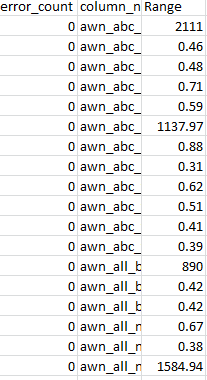 error_count column_n Range
0 awn_abc_ 2111
0 awn_abc_ 0.46
0 awn_abc_ 0.48
0 awn_abc_ 0.71
0 awn_abc_ 0.59
0 awn_abc_ 1137.97
0 awn_abc_ 0.88
0 awn_abc_ 0.31
0 awn_abc_ 0.62
0 awn_abc_ 0.51
0 awn_abc_ 0.41
0 awn_abc_ 0.39
0 awn_all_b 890
0 awn_all_b 0.42
0 awn_all_b 0.42
0 awn_all_n 0.67
0 awn_all_n 0.38
0 awn_all_n 1584.94